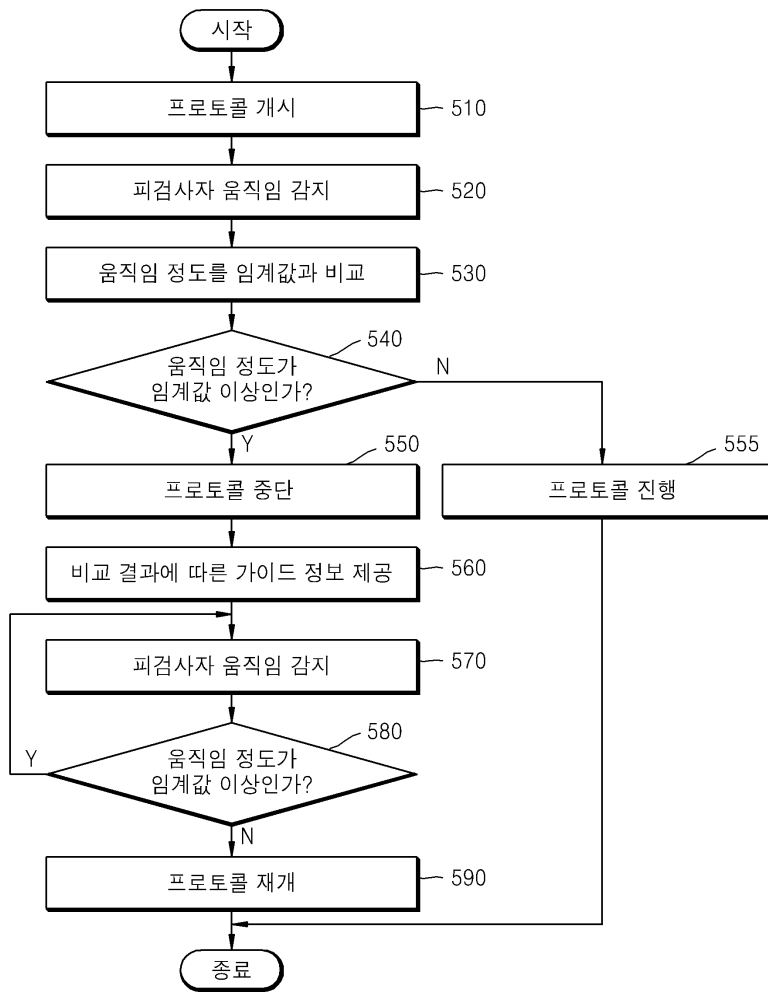 시작
프로토콜 개시
510
피검사자 움직임 감지
520
움직임 정도를 임계값과 비교
530
움직임 정도가
임계값 이상인가?
540
N
Y
프로토콜 중단
550
프로토콜 진행
555
비교 결과에 따른 가이드 정보 제공
560
피검사자 움직임 감지
570
움직임 정도가
임계값 이상인가?
580
Y
N
프로토콜 재개
590
종료